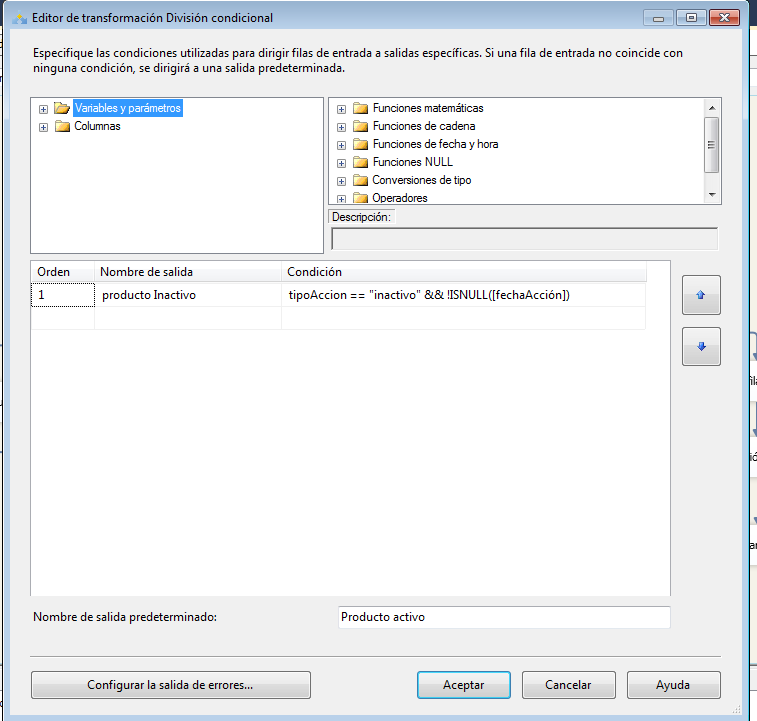 Editor de transformación División condicional
Especifique las condiciones utilizadas para dirigir filas de entrada a salidas específicas. Si una fila de entrada no coincide con
ninguna condición, se dirigirá a una salida predeterminada.
Variables y parámetros
Columnas
Funciones matemáticas
Funciones de cadena
Funciones de fecha y hora
Funciones NULL
Conversiones de tipo
Operadores
Descripción:
Orden Nombre de salida Condición
1 producto Inactivo tipoAccion == "inactivo" && !ISNULL([fechaAcción])
Nombre de salida predeterminado: Producto activo
Configurar la salida de errores... Aceptar Cancelar Ayuda